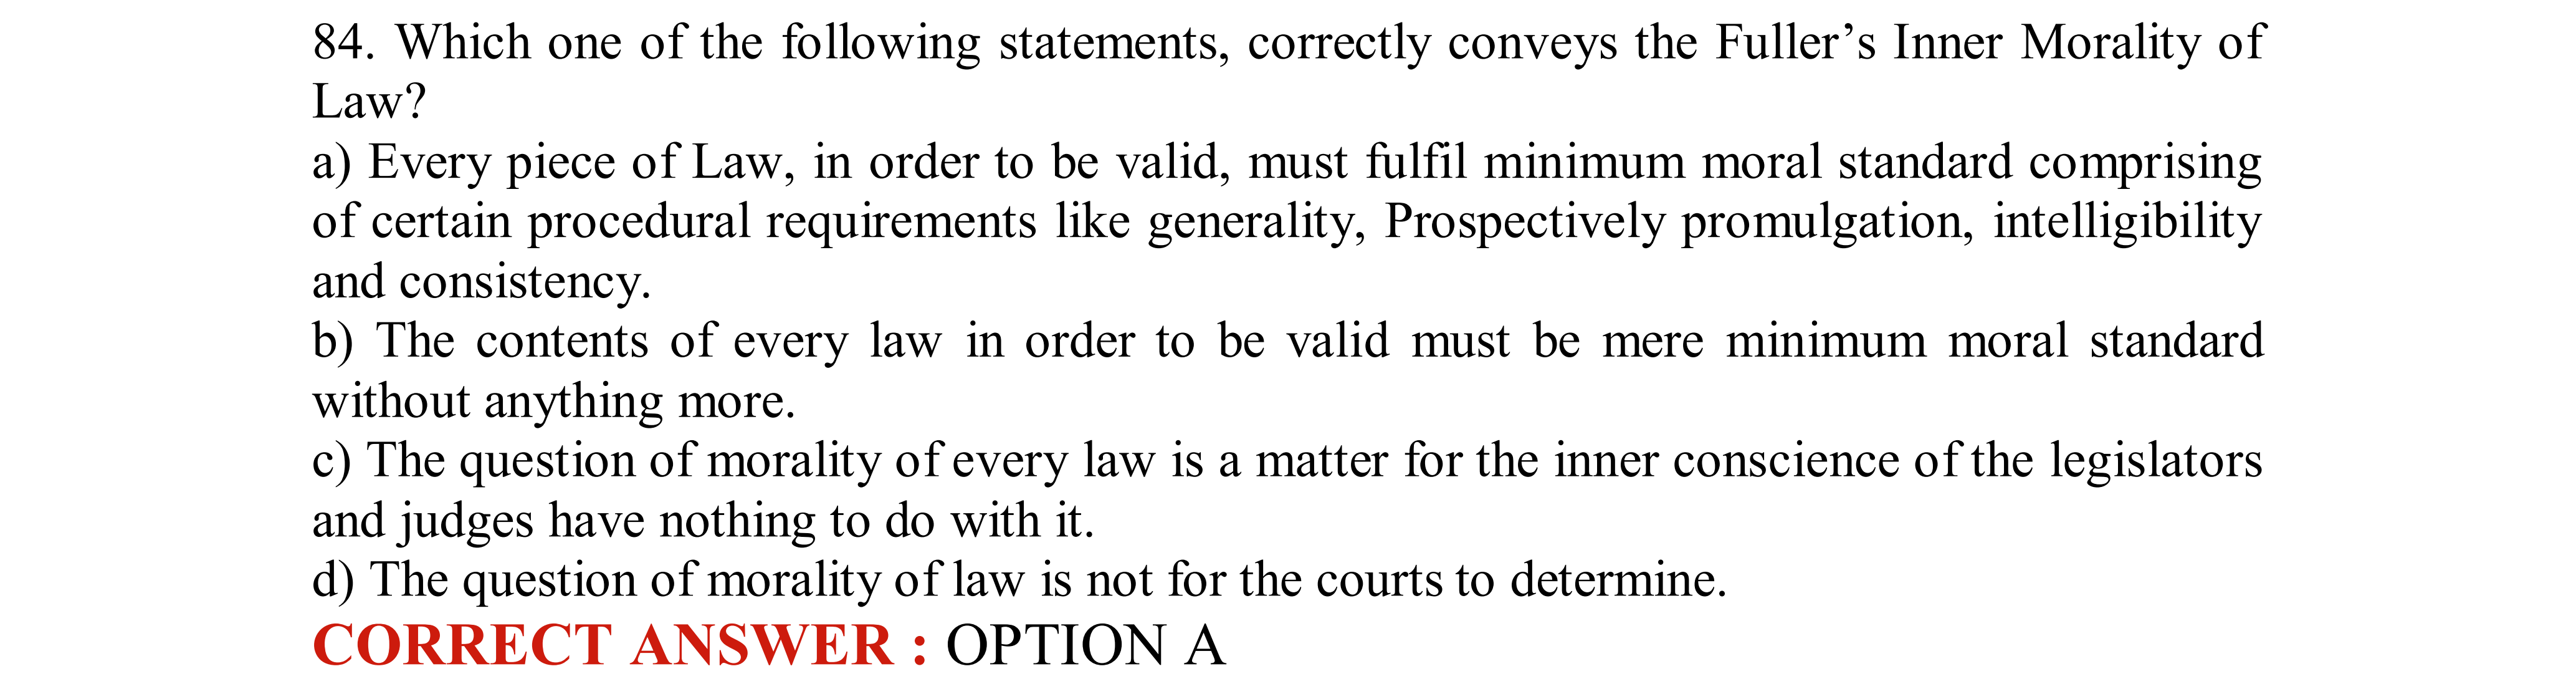 84. Which one of the following statements, correctly conveys the Fuller’s Inner Morality of
Law?
a) Every piece of Law, in order to be valid, must fulfil minimum moral standard comprising
of certain procedural requirements like generality, Prospectively promulgation, intelligibility
and consistency.
b) The contents of every law in order to be valid must be mere minimum moral standard
without anything more.
c) The question of morality of every law is a matter for the inner conscience of the legislators
and judges have nothing to do with it.
d) The question of morality of law is not for the courts to determine.
CORRECT ANSWER : OPTION A